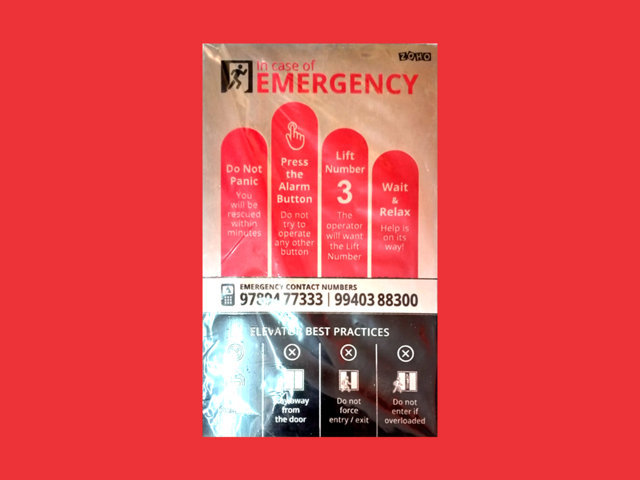 ZOHO
in case of
EMERGENCY
Do Not
Panic
You
will be
rescued
within
minutes
Press
the
Alarm
Button
Do not
try to
operate
any other
button
Lift
Number
3
The
operator
will want
the Lift
Number
Wait
&
Relax
Help is
on its
way!
EMERGENCY CONTACT NUMBERS
77333 | 99403 88300
BEST PRACTICES
away
from
the door
Do not
force
entry / exit
Do not
enter if
overloaded